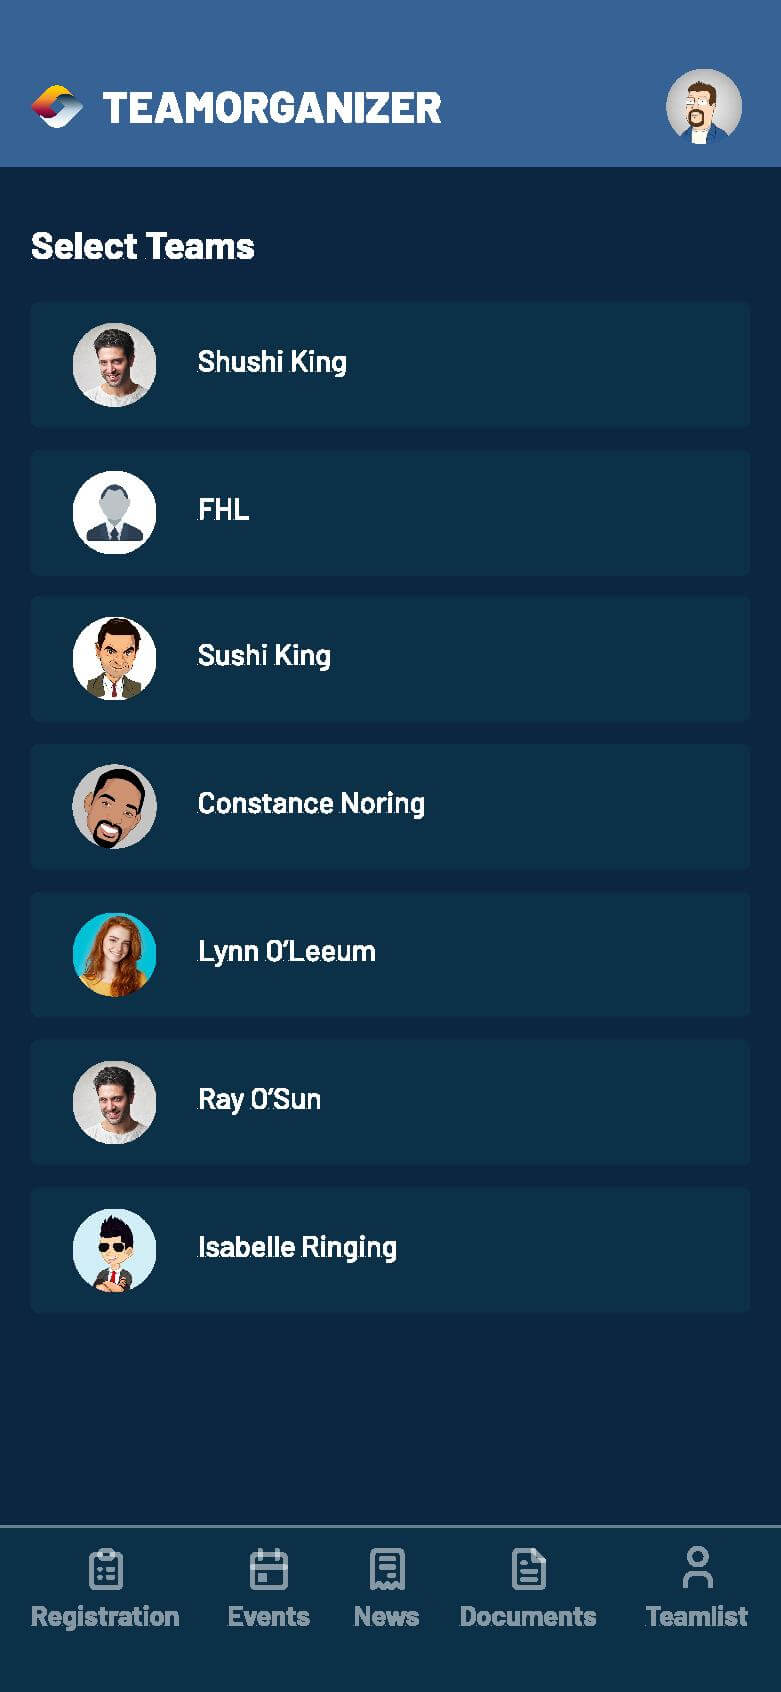 TEAMORGANIZER
Select Teams
Shushi King
FHL
Sushi King
Constance Noring
Lynn O’Leeum
Ray O’Sun
Isabelle Ringing
Registration Events News Documents Teamlist